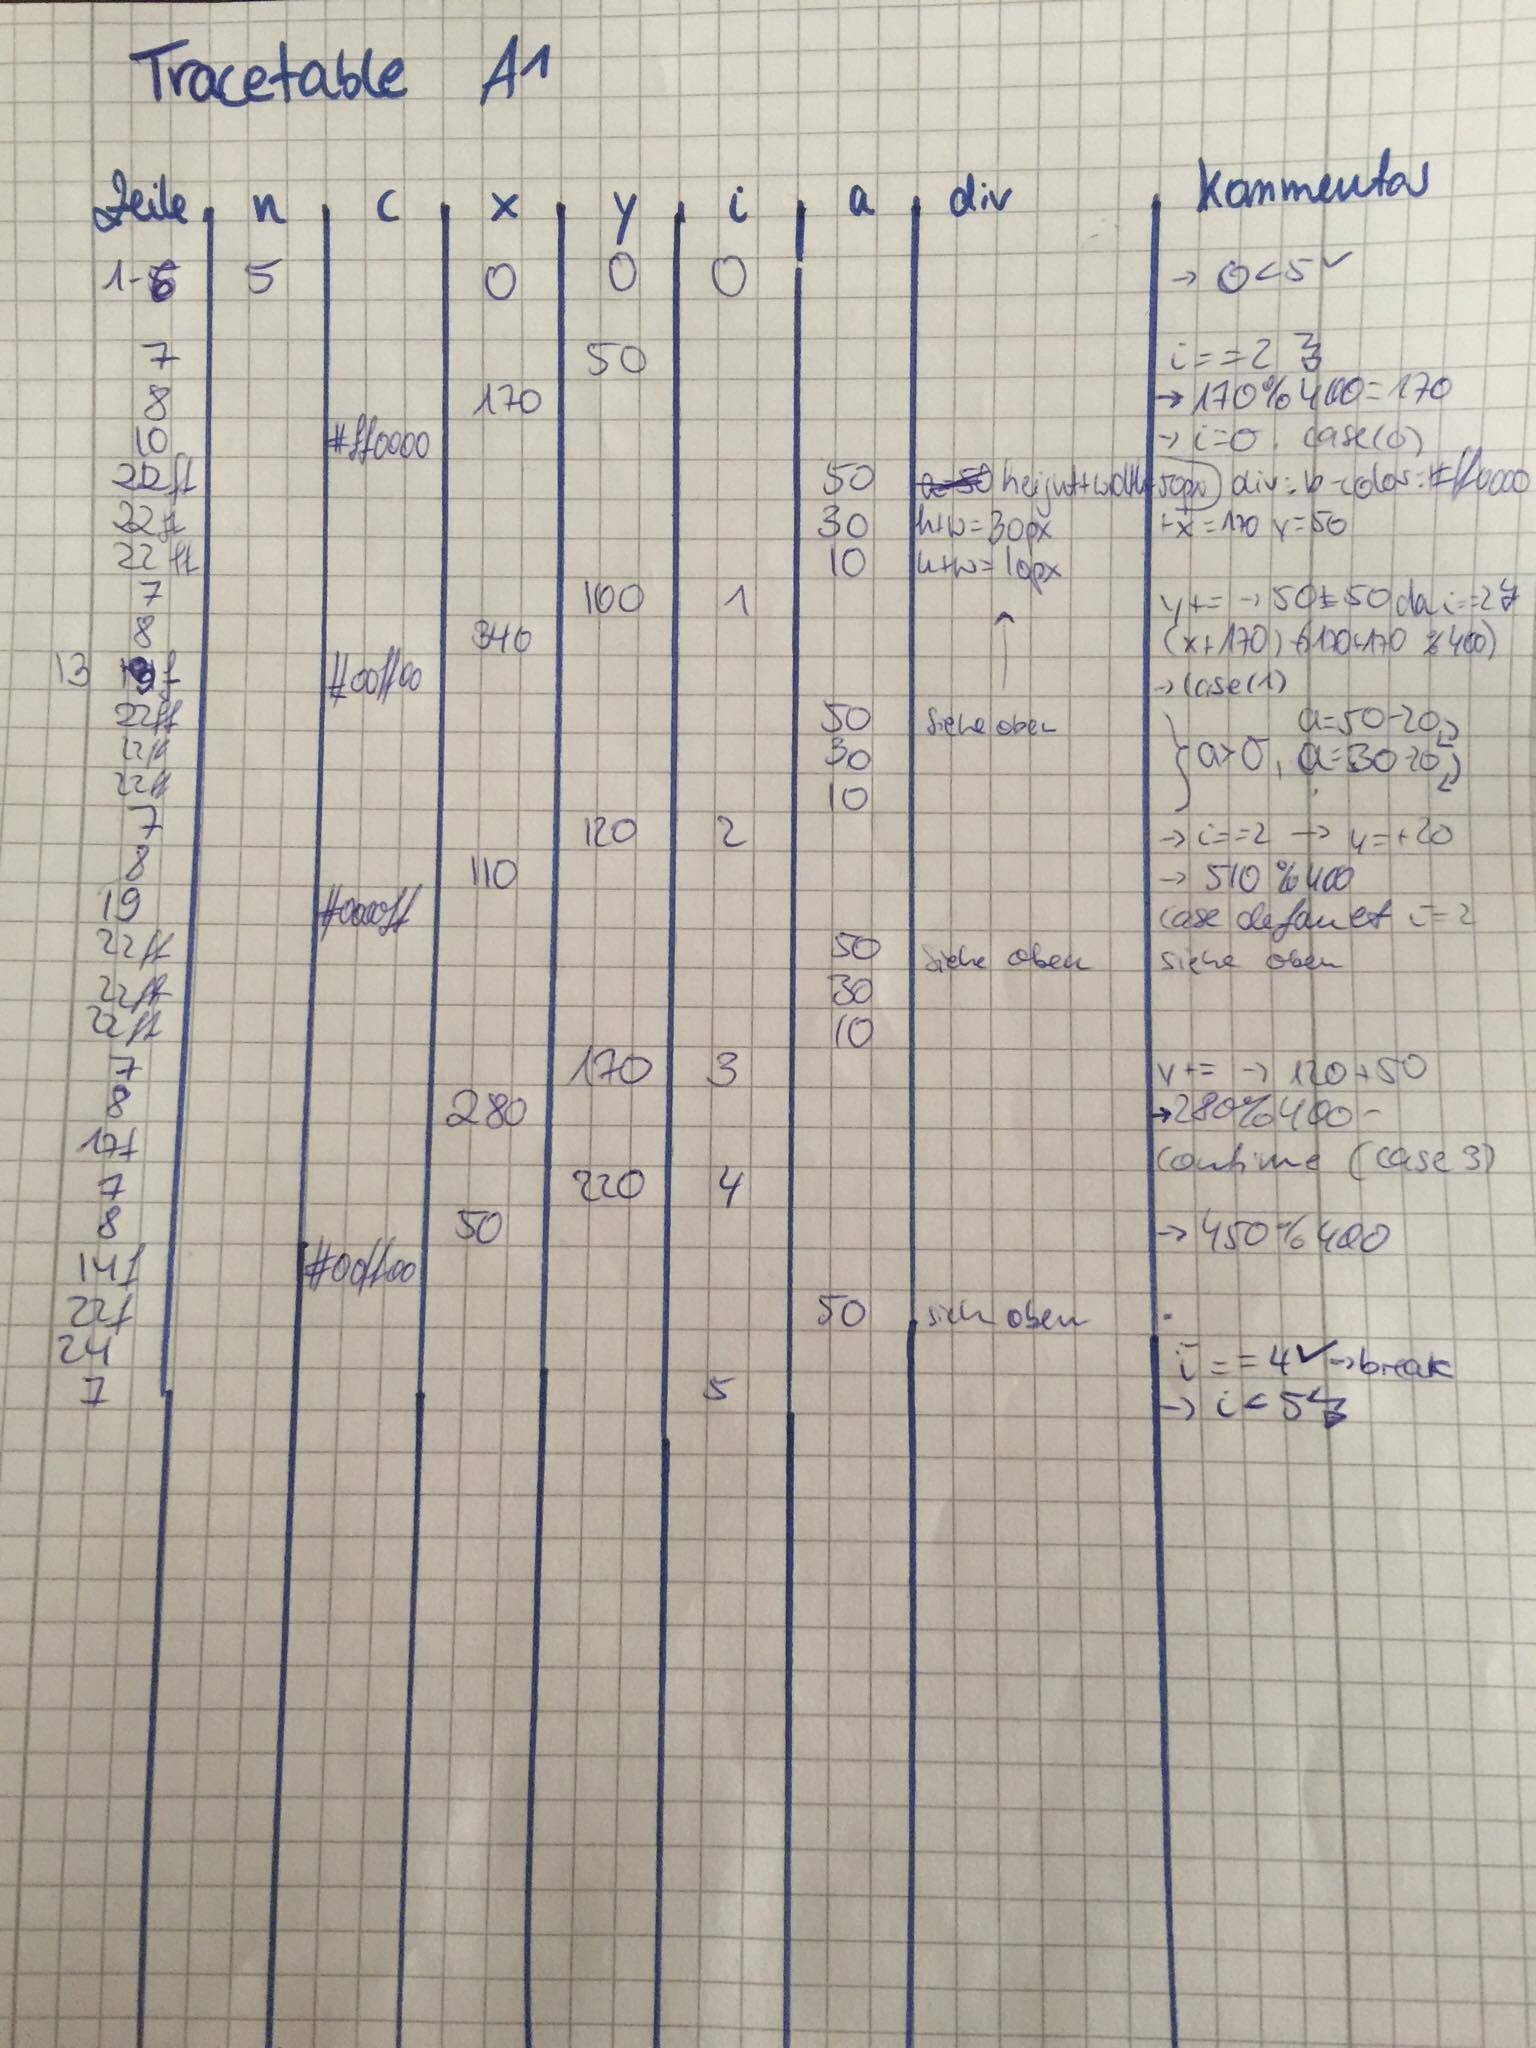 Tracetable A1
Zeile n c x y i a div Kommentar
1-6 5 0 0 0 → 0<5 ✓
7 50 i==2 ↯
8 170 → 170%400=170
10 #ff0000 → i=0. case(0)
22ff 50 height+width 50px div: b-color: #ff0000
22ff 30 h+w=30px +x=170 y=50
22ff 10 h+w=10px
7 100 1 y+= → 50+50 da i==2 ↯
8 340 (x+170) %400)
13 #00ff00 → case(1)
22ff 50 siehe oben a=50-20
22ff 30 a>0, a=30-20
22ff 10
7 120 2 → i==2 → y=+20
8 110 → 510%400
19 #0000ff case default i=2
22ff 50 siehe oben siehe oben
22ff 30
22ff 10
7 170 3 y+= → 120+50
8 280 → 280%400
17f continue (case 3)
7 220 4
8 50 → 450%400
14f #00ff00
22f 50 sieh oben
24 i==4 ✓ → break
7 5 → i<5 ↯